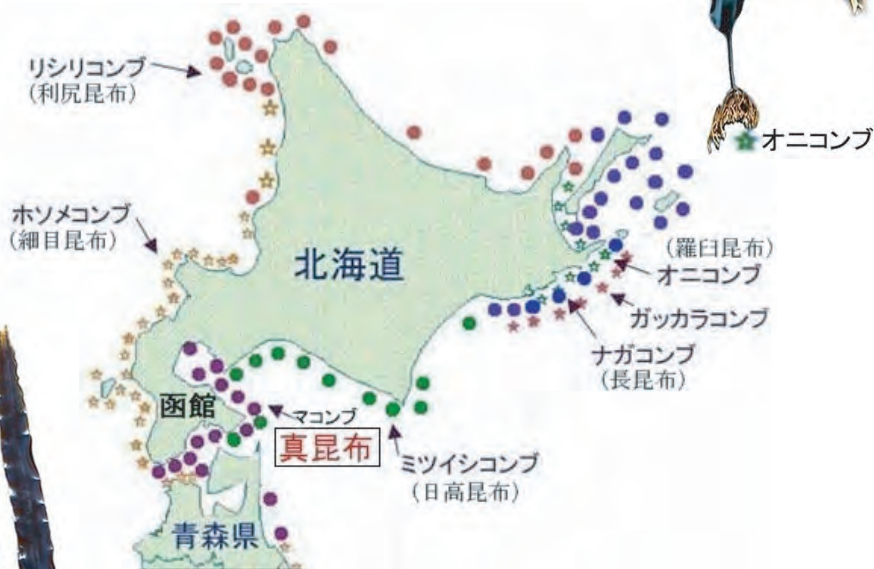 リシリコンブ
(利尻昆布)
オニコンブ
ホソメコンブ
(細目昆布)
北海道
(羅臼昆布)
オニコンブ
ガッカラコンブ
ナガコンブ
(長昆布)
函館
マコンブ
真昆布
ミツイシコンブ
(日高昆布)
青森県